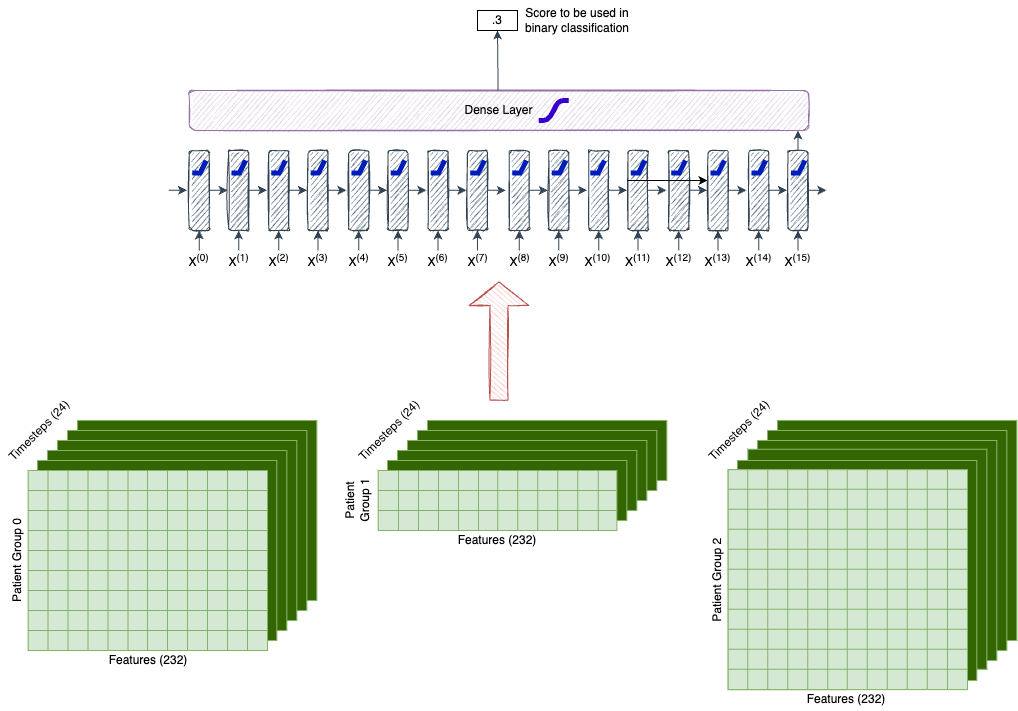 .3
Score to be used in
binary classification
Dense Layer
X(0) X(1) X(2) X(3) X(4) X(5) X(6) X(7) X(8) X(9) X(10) X(11) X(12) X(13) X(14) X(15)
Timesteps (24)
Patient Group 0
Features (232)
Timesteps (24)
Patient
Group 1
Features (232)
Timesteps (24)
Patient Group 2
Features (232)